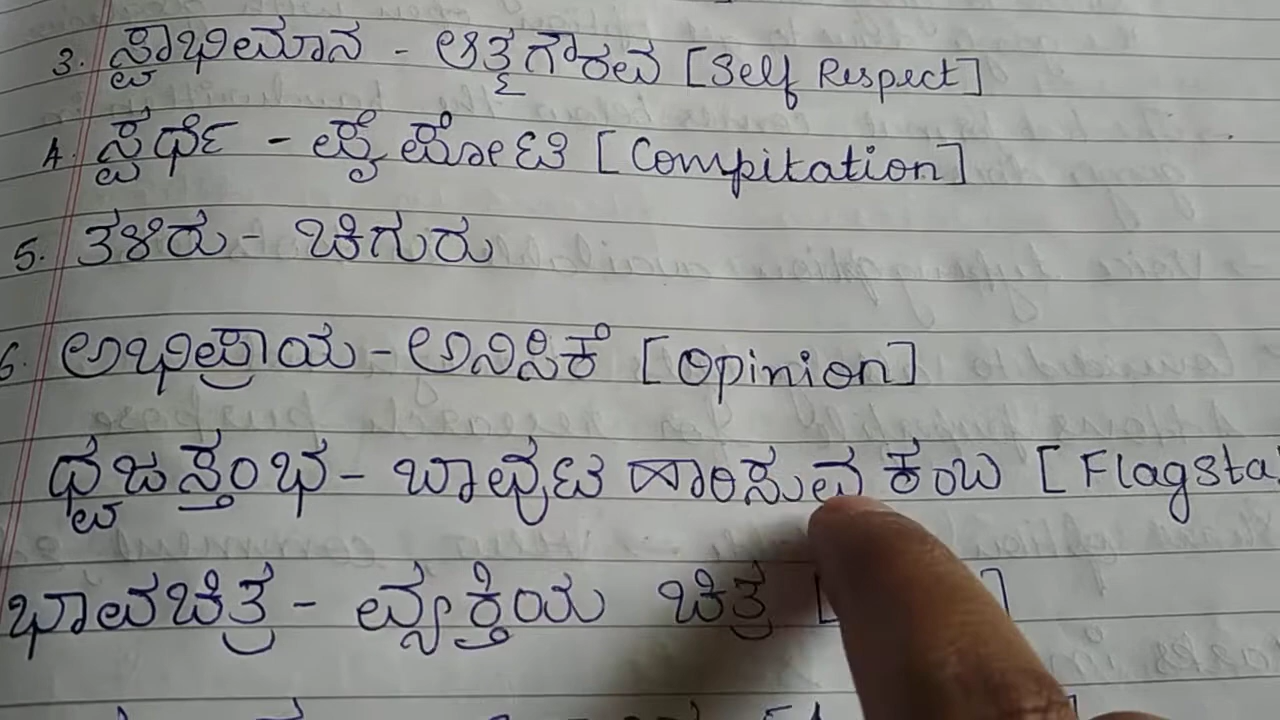 3. ಸ್ವಾಭಿಮಾನ - ಆತ್ಮಗೌರವ [Self Respect]
4. ಸ್ಪರ್ಧೆ - ಪೈಪೋಟಿ [Compitation]
5. ತಳಿರು - ಚಿಗುರು
6. ಅಭಿಪ್ರಾಯ - ಅನಿಸಿಕೆ [Opinion]
ಧ್ವಜಸ್ತಂಭ - ಬಾವುಟ ಹಾರಿಸುವ ಕಂಬ [Flagsta
ಭಾವಚಿತ್ರ - ವ್ಯಕ್ತಿಯ ಚಿತ್ರ [ ]